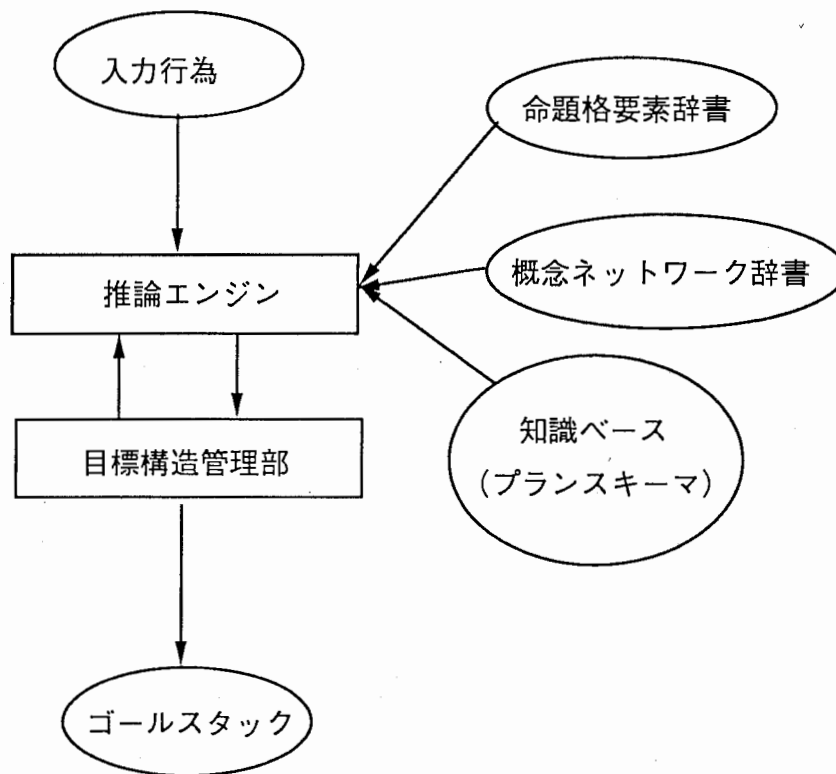 入力行為
命題格要素辞書
推論エンジン
概念ネットワーク辞書
目標構造管理部
知識ベース
(プランスキーマ)
ゴールスタック